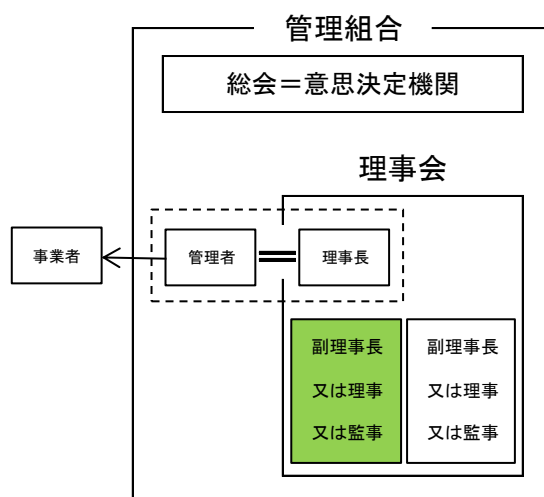 管理組合
総会＝意思決定機関
理事会
事業者
管理者
理事長
副理事長
又は理事
又は監事
副理事長
又は理事
又は監事